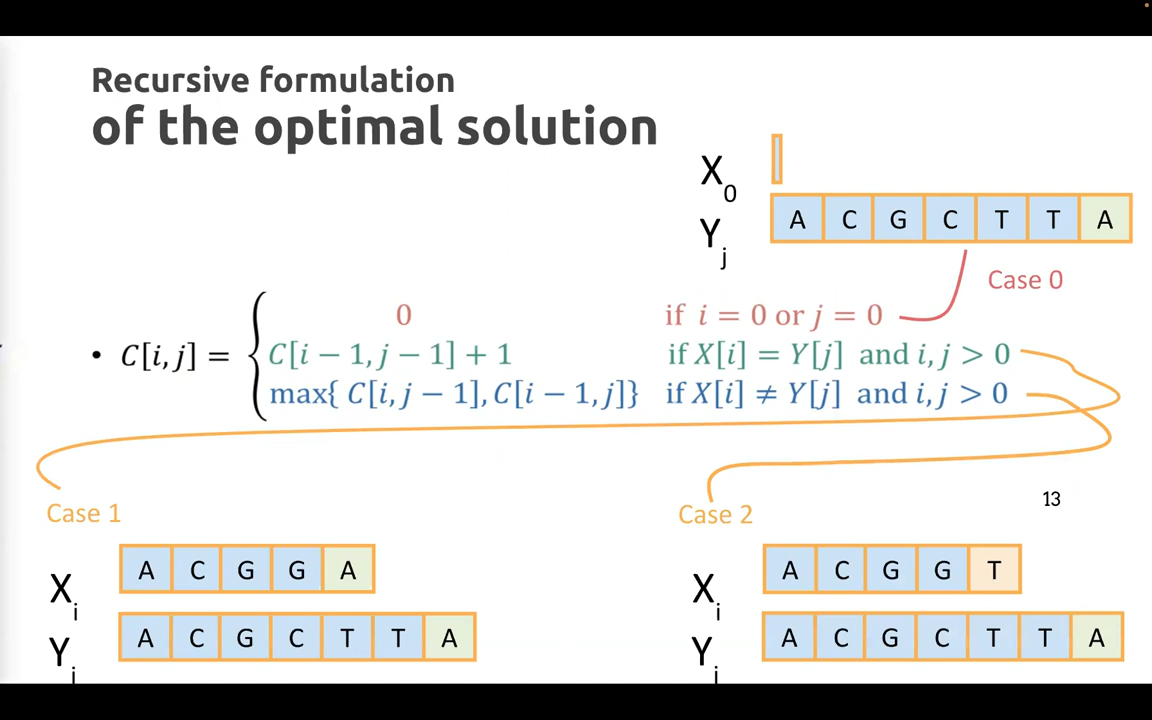 Recursive formulation
of the optimal solution
X0
A C G C T T A
Yj
Case 0
0 if i = 0 or j = 0
• C[i, j] = { C[i − 1, j − 1] + 1 if X[i] = Y[j] and i, j > 0
max{ C[i, j − 1], C[i − 1, j]} if X[i] ≠ Y[j] and i, j > 0
13
Case 1
Xi A C G G A
Yj A C G C T T A
Case 2
Xi A C G G T
Yj A C G C T T A